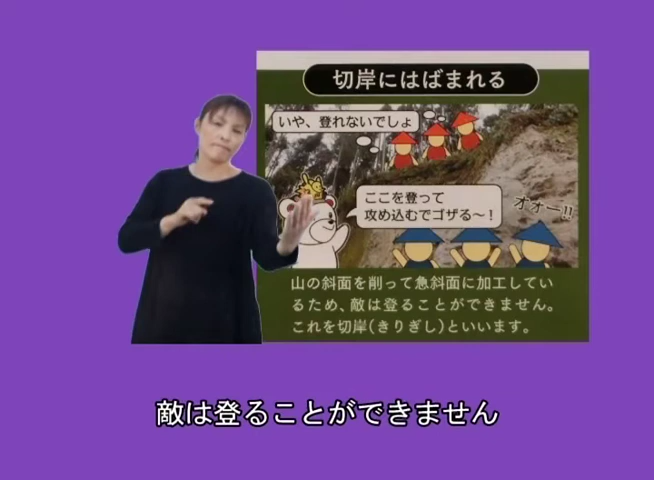 切岸にはばまれる
いや、登れないでしょ
ここを登って
攻め込むでゴザる～！
オオー!!
山の斜面を削って急斜面に加工してい
るため、敵は登ることができません。
これを切岸（きりぎし）といいます。
敵は登ることができません